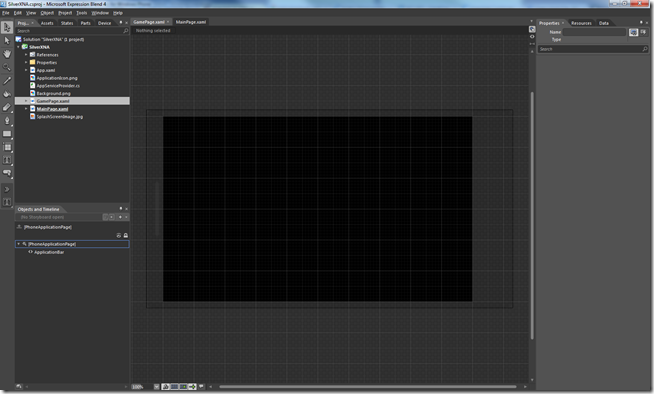 SilverXNA.csproj - Microsoft Expression Blend 4
File Edit View Object Project Tools Window Help
Proj... Assets States Parts Device
GamePage.xaml MainPage.xaml
Properties Resources Data
Search
Nothing selected
Name
Type
Search
Solution "SilverXNA" (1 project)
SilverXNA
References
Properties
App.xaml
ApplicationIcon.png
AppServiceProvider.cs
Background.png
GamePage.xaml
MainPage.xaml
SplashScreenImage.jpg
Objects and Timeline
(No Storyboard open)
[PhoneApplicationPage]
[PhoneApplicationPage]
ApplicationBar
100%